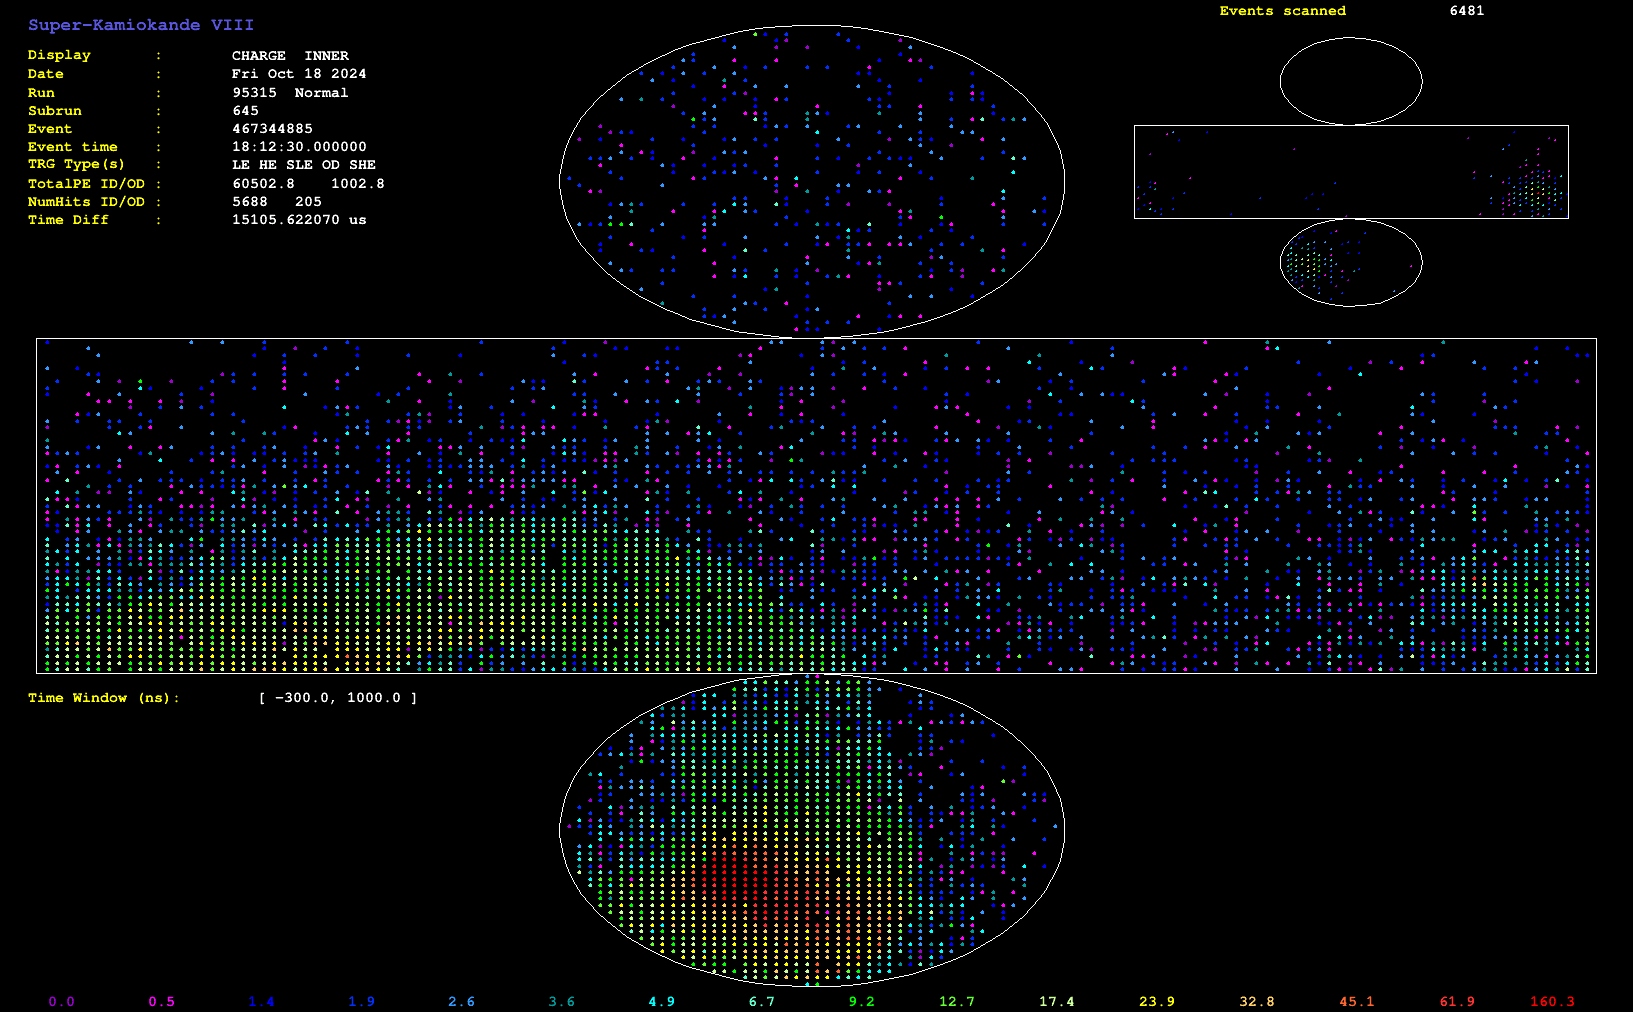 Super-Kamiokande VIII
Events scanned 6481
Display : CHARGE INNER
Date : Fri Oct 18 2024
Run : 95315 Normal
Subrun : 645
Event : 467344885
Event time : 18:12:30.000000
TRG Type(s) : LE HE SLE OD SHE
TotalPE ID/OD : 60502.8 1002.8
NumHits ID/OD : 5688 205
Time Diff : 15105.622070 us
Time Window (ns): [ -300.0, 1000.0 ]
0.0 0.5 1.4 1.9 2.6 3.6 4.9 6.7 9.2 12.7 17.4 23.9 32.8 45.1 61.9 160.3